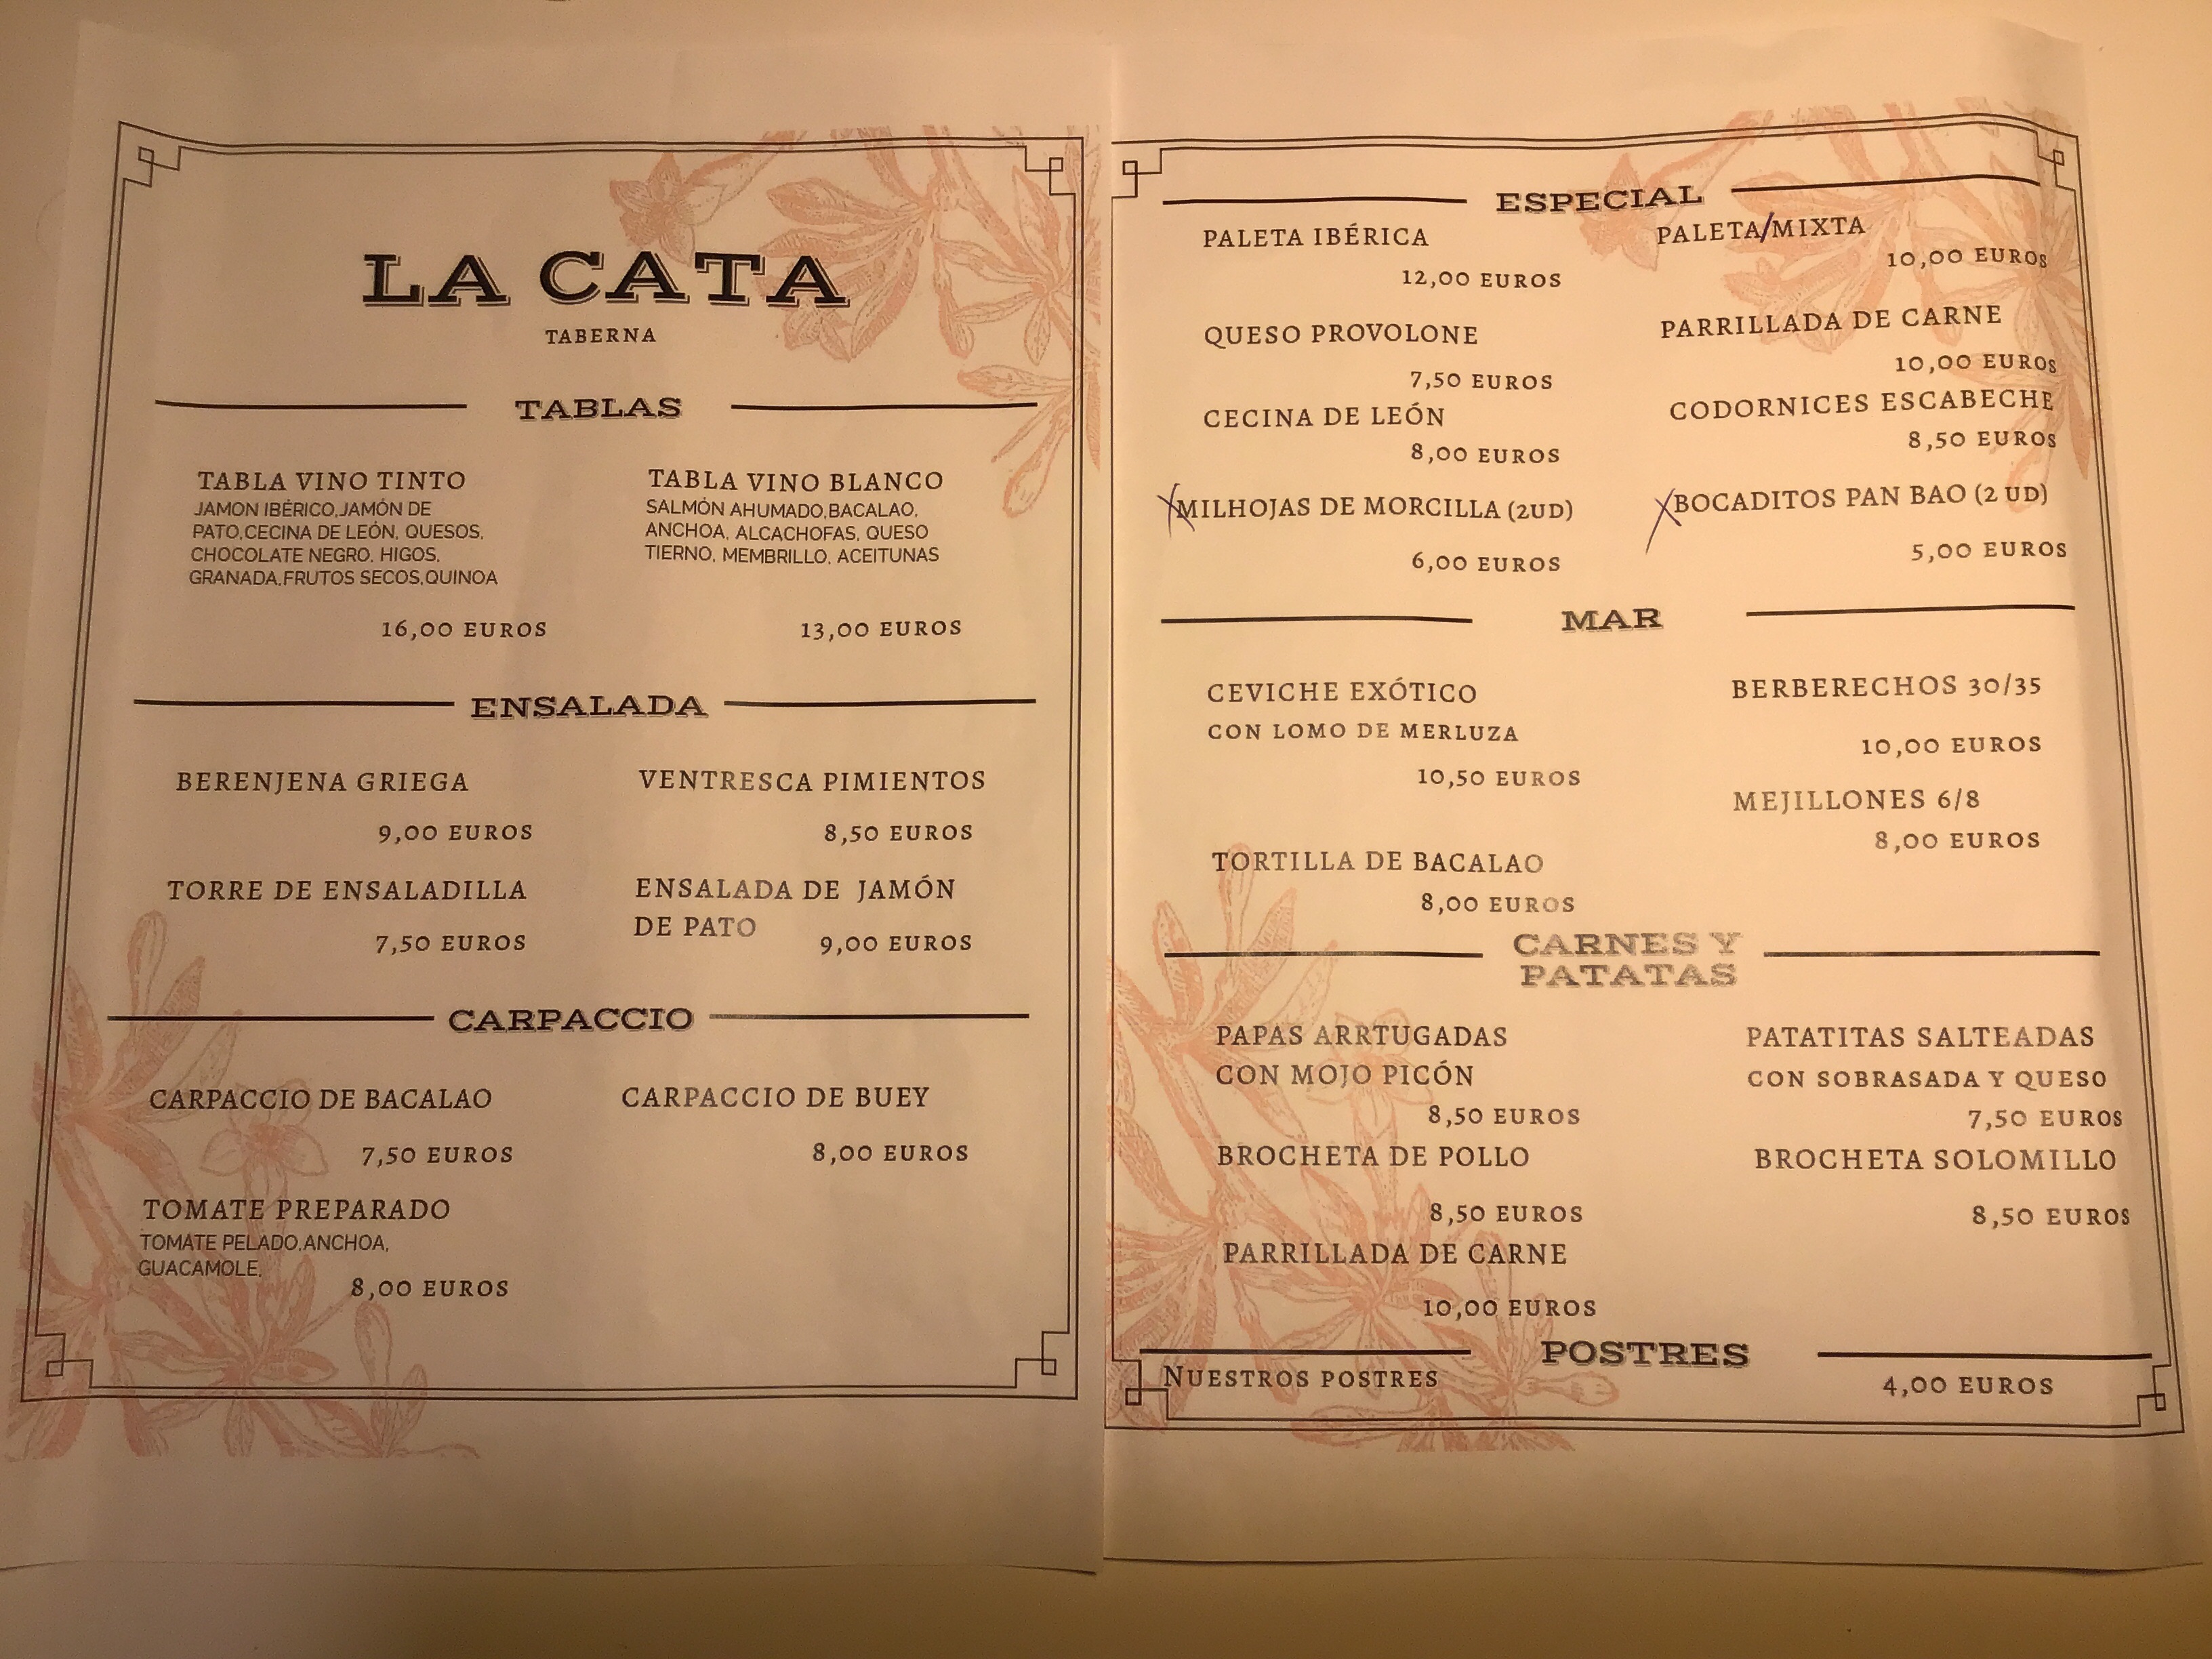 LA CATA
TABERNA
TABLAS
TABLA VINO TINTO
JAMON IBÉRICO,JAMÓN DE
PATO,CECINA DE LEÓN, QUESOS,
CHOCOLATE NEGRO, HIGOS,
GRANADA,FRUTOS SECOS,QUINOA
16,00 EUROS
TABLA VINO BLANCO
SALMÓN AHUMADO,BACALAO,
ANCHOA, ALCACHOFAS, QUESO
TIERNO, MEMBRILLO, ACEITUNAS
13,00 EUROS
ENSALADA
BERENJENA GRIEGA
9,00 EUROS
VENTRESCA PIMIENTOS
8,50 EUROS
TORRE DE ENSALADILLA
7,50 EUROS
ENSALADA DE JAMÓN
DE PATO
9,00 EUROS
CARPACCIO
CARPACCIO DE BACALAO
7,50 EUROS
CARPACCIO DE BUEY
8,00 EUROS
TOMATE PREPARADO
TOMATE PELADO,ANCHOA,
GUACAMOLE,
8,00 EUROS
ESPECIAL
PALETA IBÉRICA
12,00 EUROS
PALETA/MIXTA
10,00 EUROS
QUESO PROVOLONE
7,50 EUROS
PARRILLADA DE CARNE
10,00 EUROS
CECINA DE LEÓN
8,00 EUROS
CODORNICES ESCABECHE
8,50 EUROS
X MILHOJAS DE MORCILLA (2UD)
6,00 EUROS
X BOCADITOS PAN BAO (2 UD)
5,00 EUROS
MAR
CEVICHE EXÓTICO
CON LOMO DE MERLUZA
10,50 EUROS
BERBERECHOS 30/35
10,00 EUROS
MEJILLONES 6/8
8,00 EUROS
TORTILLA DE BACALAO
8,00 EUROS
CARNES Y
PATATAS
PAPAS ARRTUGADAS
CON MOJO PICÓN
8,50 EUROS
PATATITAS SALTEADAS
CON SOBRASADA Y QUESO
7,50 EUROS
BROCHETA DE POLLO
8,50 EUROS
BROCHETA SOLOMILLO
8,50 EUROS
PARRILLADA DE CARNE
10,00 EUROS
POSTRES
NUESTROS POSTRES
4,00 EUROS